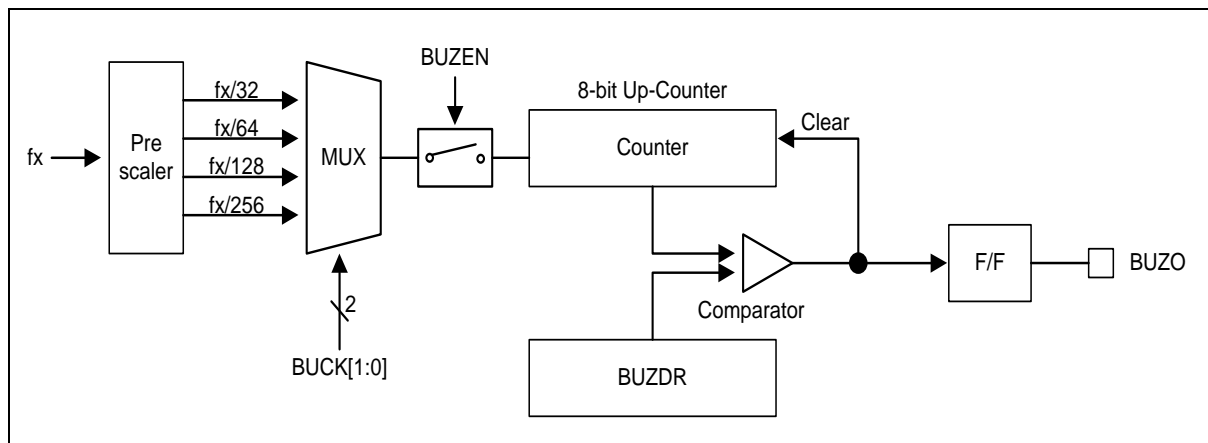 BUZEN
8-bit Up-Counter
fx
Pre
scaler
fx/32
fx/64
fx/128
fx/256
MUX
Counter
Clear
2
BUCK[1:0]
Comparator
BUZDR
F/F
BUZO